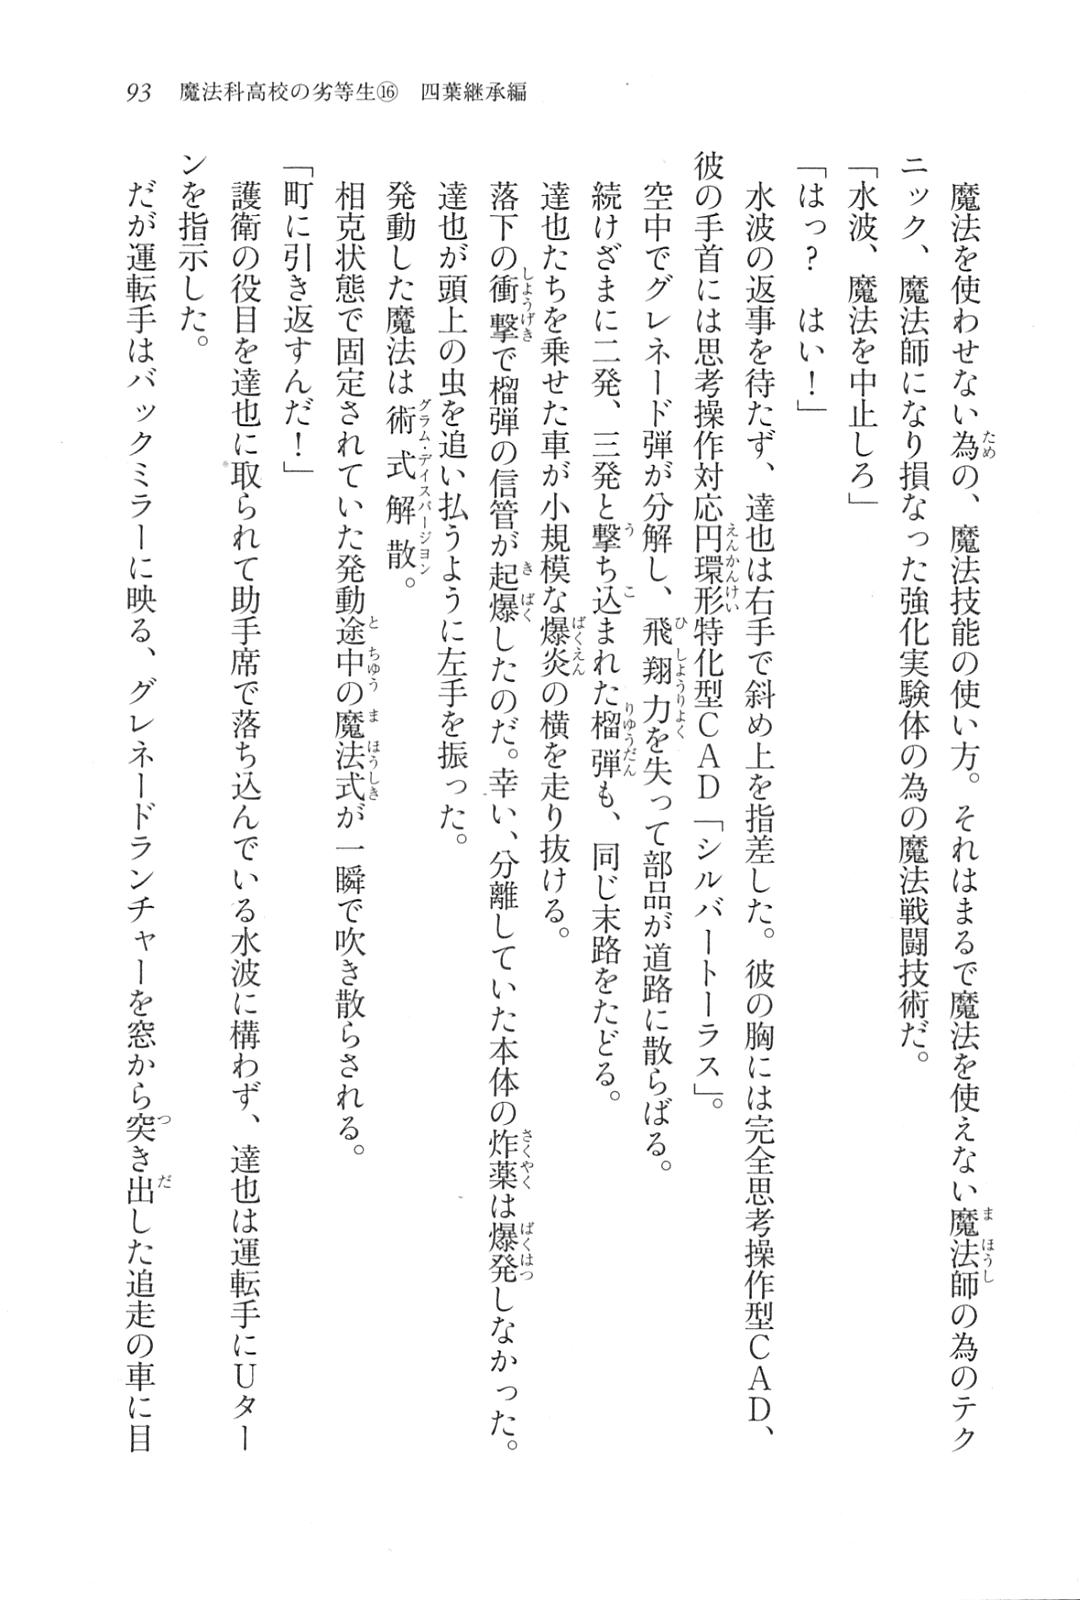 93　魔法科高校の劣等生⑯　四葉継承編
　魔法を使わせない為の、魔法技能の使い方。それはまるで魔法を使えない魔法師の為のテク
ニック、魔法師になり損なった強化実験体の為の魔法戦闘技術だ。
「水波、魔法を中止しろ」
「はっ？　はい！」
　水波の返事を待たず、達也は右手で斜め上を指差した。彼の胸には完全思考操作型ＣＡＤ、
彼の手首には思考操作対応円環形特化型ＣＡＤ「シルバートーラス」。
　空中でグレネード弾が分解し、飛翔力を失って部品が道路に散らばる。
　続けざまに二発、三発と撃ち込まれた榴弾も、同じ末路をたどる。
　達也たちを乗せた車が小規模な爆炎の横を走り抜ける。
　落下の衝撃で榴弾の信管が起爆したのだ。幸い、分離していた本体の炸薬は爆発しなかった。
　達也が頭上の虫を追い払うように左手を振った。
　発動した魔法は術式解散。
　相克状態で固定されていた発動途中の魔法式が一瞬で吹き散らされる。
「町に引き返すんだ！」
　護衛の役目を達也に取られて助手席で落ち込んでいる水波に構わず、達也は運転手にＵター
ンを指示した。
　だが運転手はバックミラーに映る、グレネードランチャーを窓から突き出した追走の車に目